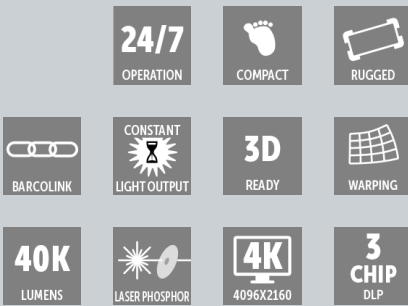 24/7
OPERATION
COMPACT
RUGGED
BARCOLINK
CONSTANT
LIGHT OUTPUT
3D
READY
WARPING
40K
LUMENS
LASER PHOSPHOR
4K
4096X2160
3
CHIP
DLP